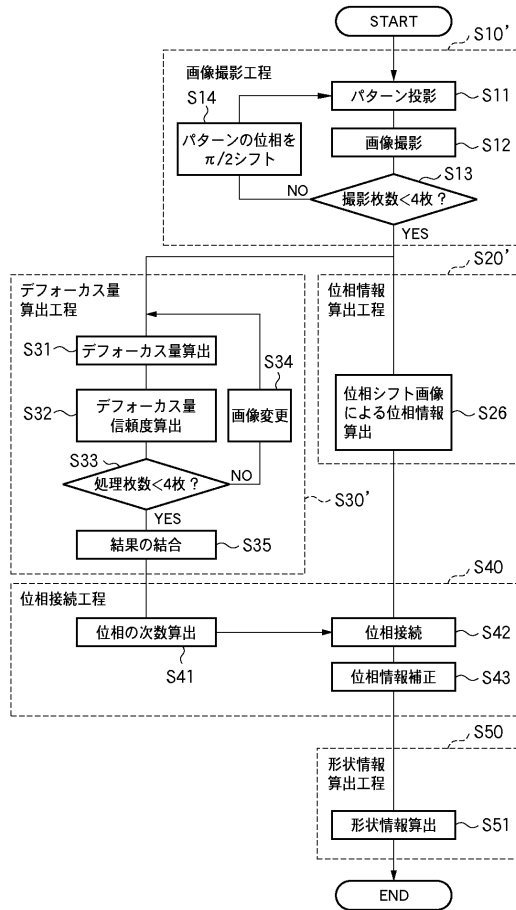 START
S10’
画像撮影工程
S14
パターン投影
S11
パターンの位相を
π/2シフト
画像撮影
S12
S13
撮影枚数<4枚？
NO
YES
S20’
デフォーカス量
算出工程
位相情報
算出工程
S31
デフォーカス量算出
S34
S32
デフォーカス量
信頼度算出
画像変更
位相シフト画像
による位相情報
算出
S26
S33
処理枚数<4枚？
NO
YES
S30’
結果の結合
S35
S40
位相接続工程
位相の次数算出
位相接続
S42
S41
位相情報補正
S43
S50
形状情報
算出工程
形状情報算出
S51
END